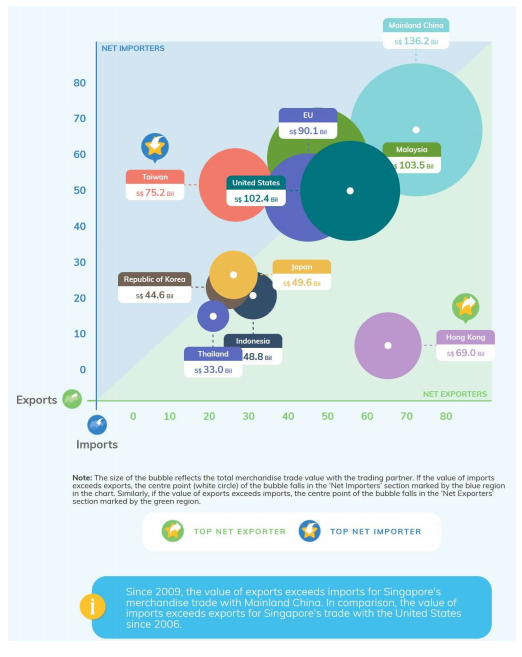 Mainland China
S$ 136.2 Bil
NET IMPORTERS
80
70
60
50
40
30
20
10
0
EU
S$ 90.1 Bil
Malaysia
S$ 103.5 Bil
Taiwan
S$ 75.2 Bil
United States
S$ 102.4 Bil
Japan
S$ 49.6 Bil
Republic of Korea
S$ 44.6 Bil
Hong Kong
S$ 69.0 Bil
Indonesia
48.8 Bil
Thailand
S$ 33.0 Bil
NET EXPORTERS
Exports
0 10 20 30 40 50 60 70 80
Imports
Note: The size of the bubble reflects the total merchandise trade value with the trading partner. If the value of imports
exceeds exports, the centre point (white circle) of the bubble falls in the 'Net Importers' section marked by the blue region
in the chart. Similarly, if the value of exports exceeds imports, the centre point of the bubble falls in the 'Net Exporters'
section marked by the green region.
TOP NET EXPORTER
TOP NET IMPORTER
i
Since 2009, the value of exports exceeds imports for Singapore's
merchandise trade with Mainland China. In comparison, the value of
imports exceeds exports for Singapore's trade with the United States
since 2006.